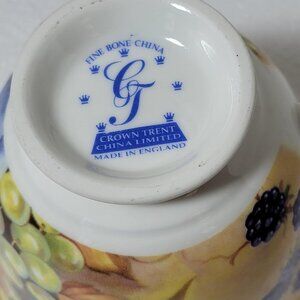 FINE BONE CHINA
CT
CROWN TRENT
CHINA LIMITED
MADE IN ENGLAND